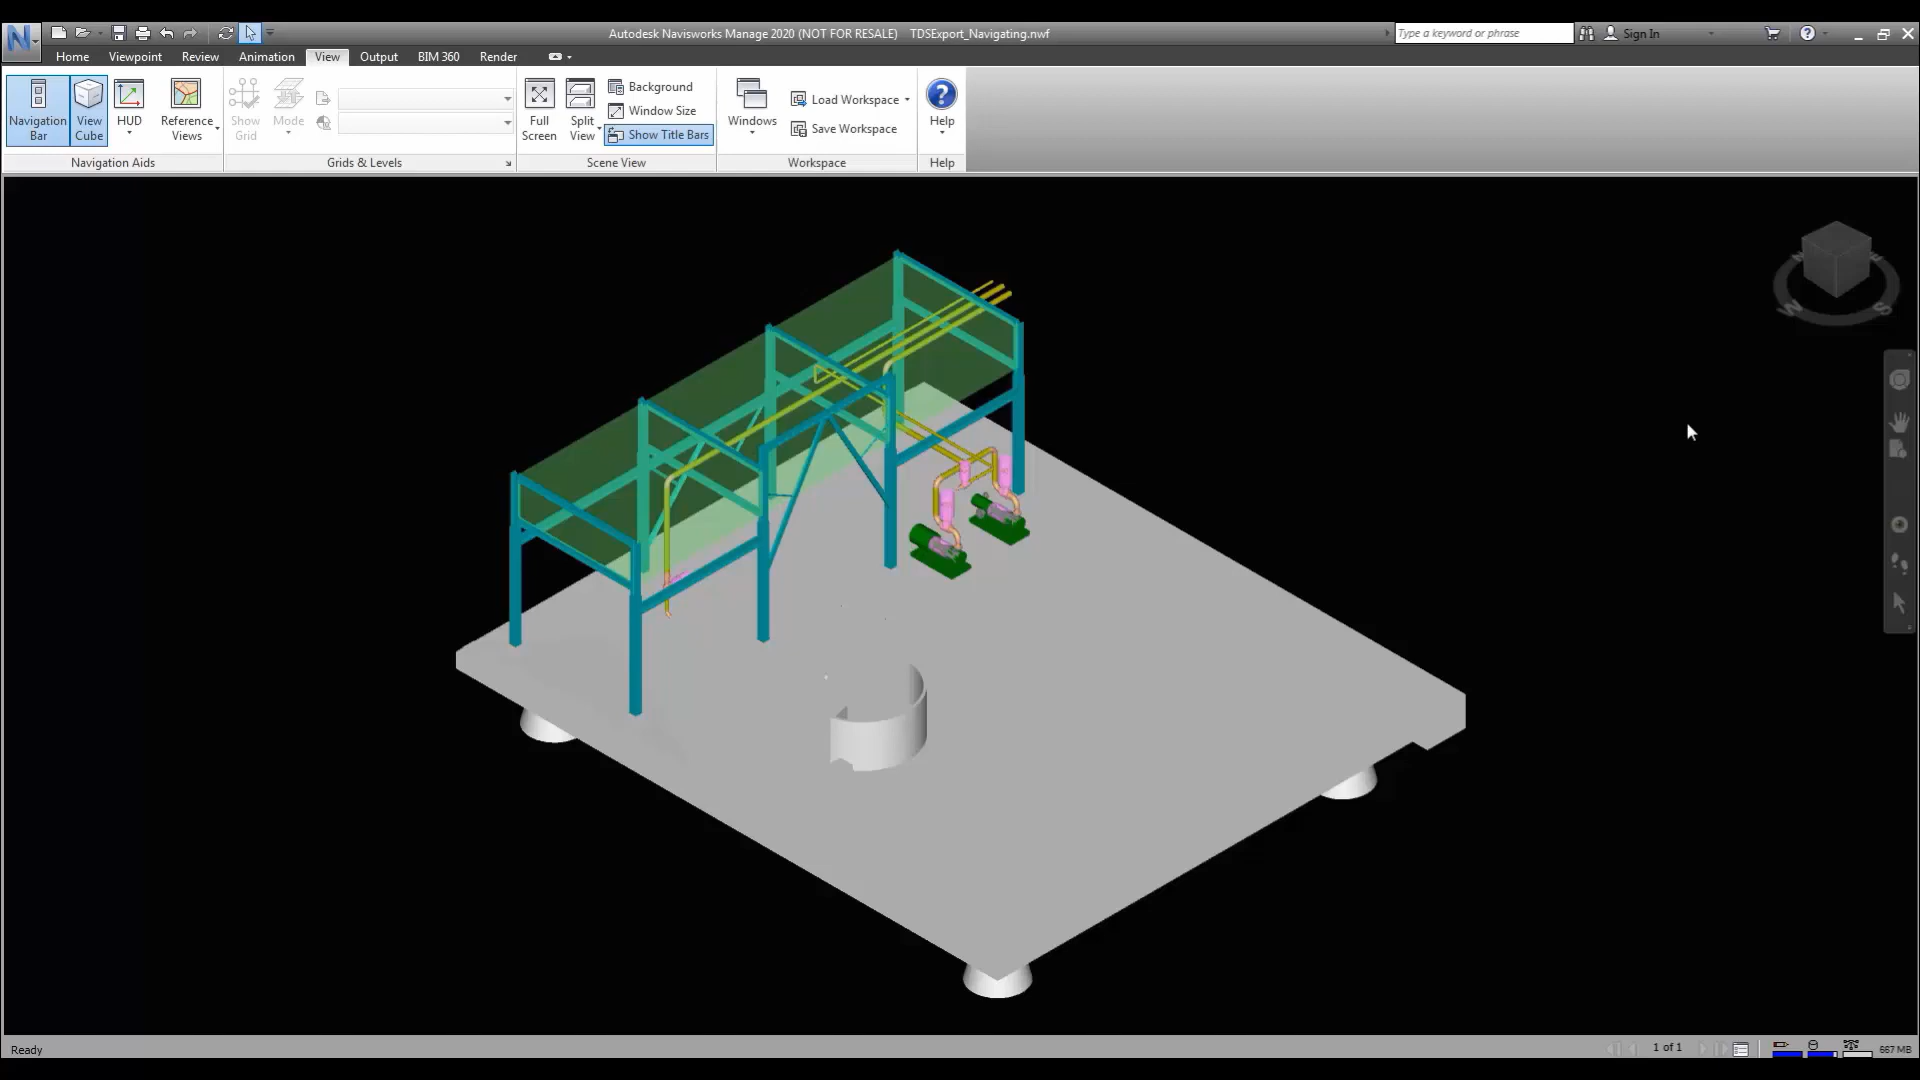 Autodesk Navisworks Manage 2020 (NOT FOR RESALE) TDSExport_Navigating.nwf
Type a keyword or phrase
Sign In
Home Viewpoint Review Animation View Output BIM 360 Render
Navigation Bar
View Cube
HUD
Reference Views
Navigation Aids
Show Grid
Mode
Grids & Levels
Full Screen
Split View
Background
Window Size
Show Title Bars
Scene View
Windows
Load Workspace
Save Workspace
Workspace
Help
Help
W S
Ready
1 of 1
667 MB